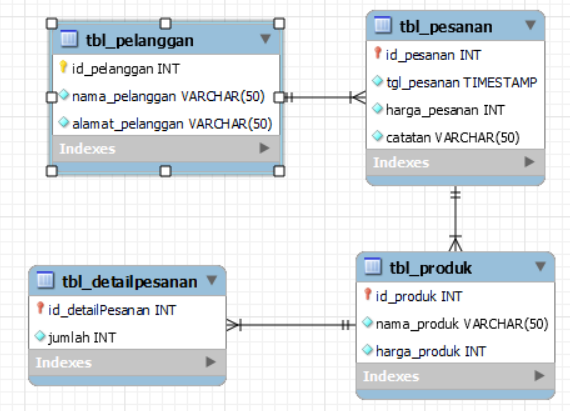 tbl_pelanggan
id_pelanggan INT
nama_pelanggan VARCHAR(50)
alamat_pelanggan VARCHAR(50)
Indexes
tbl_pesanan
id_pesanan INT
tgl_pesanan TIMESTAMP
harga_pesanan INT
catatan VARCHAR(50)
Indexes
tbl_detailpesanan
id_detailPesanan INT
jumlah INT
Indexes
tbl_produk
id_produk INT
nama_produk VARCHAR(50)
harga_produk INT
Indexes